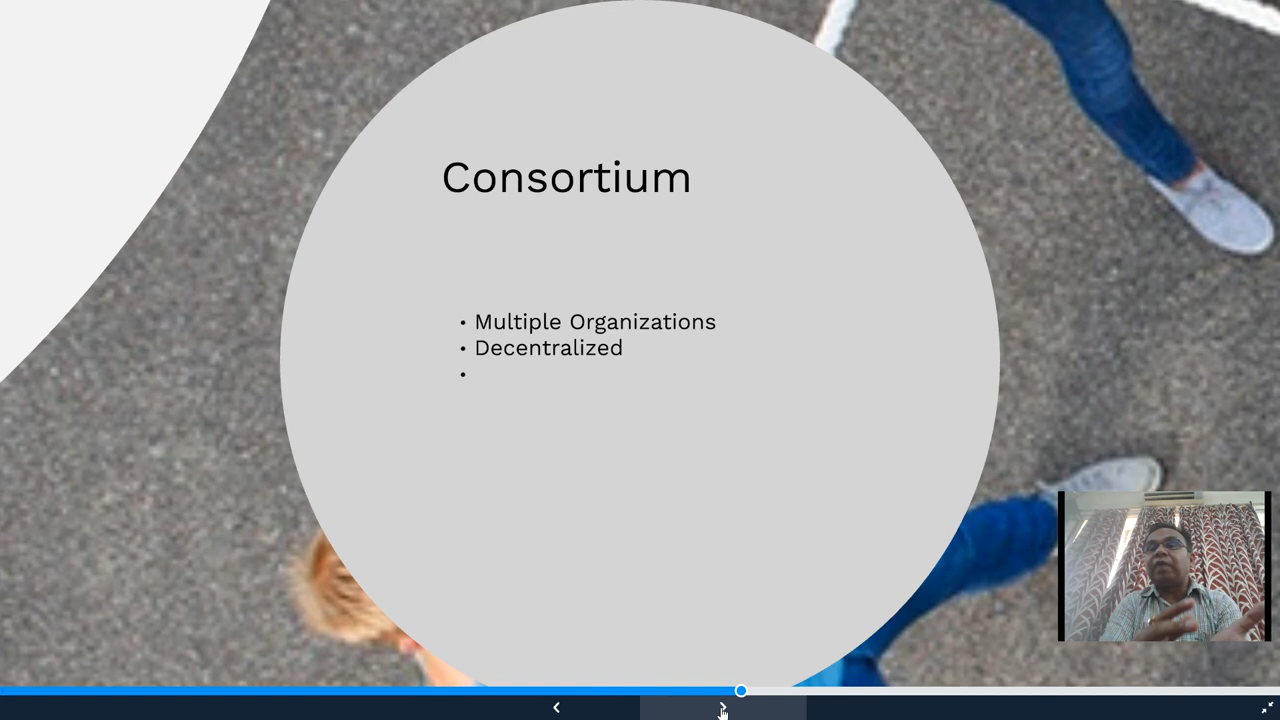 Consortium
• Multiple Organizations
• Decentralized
•